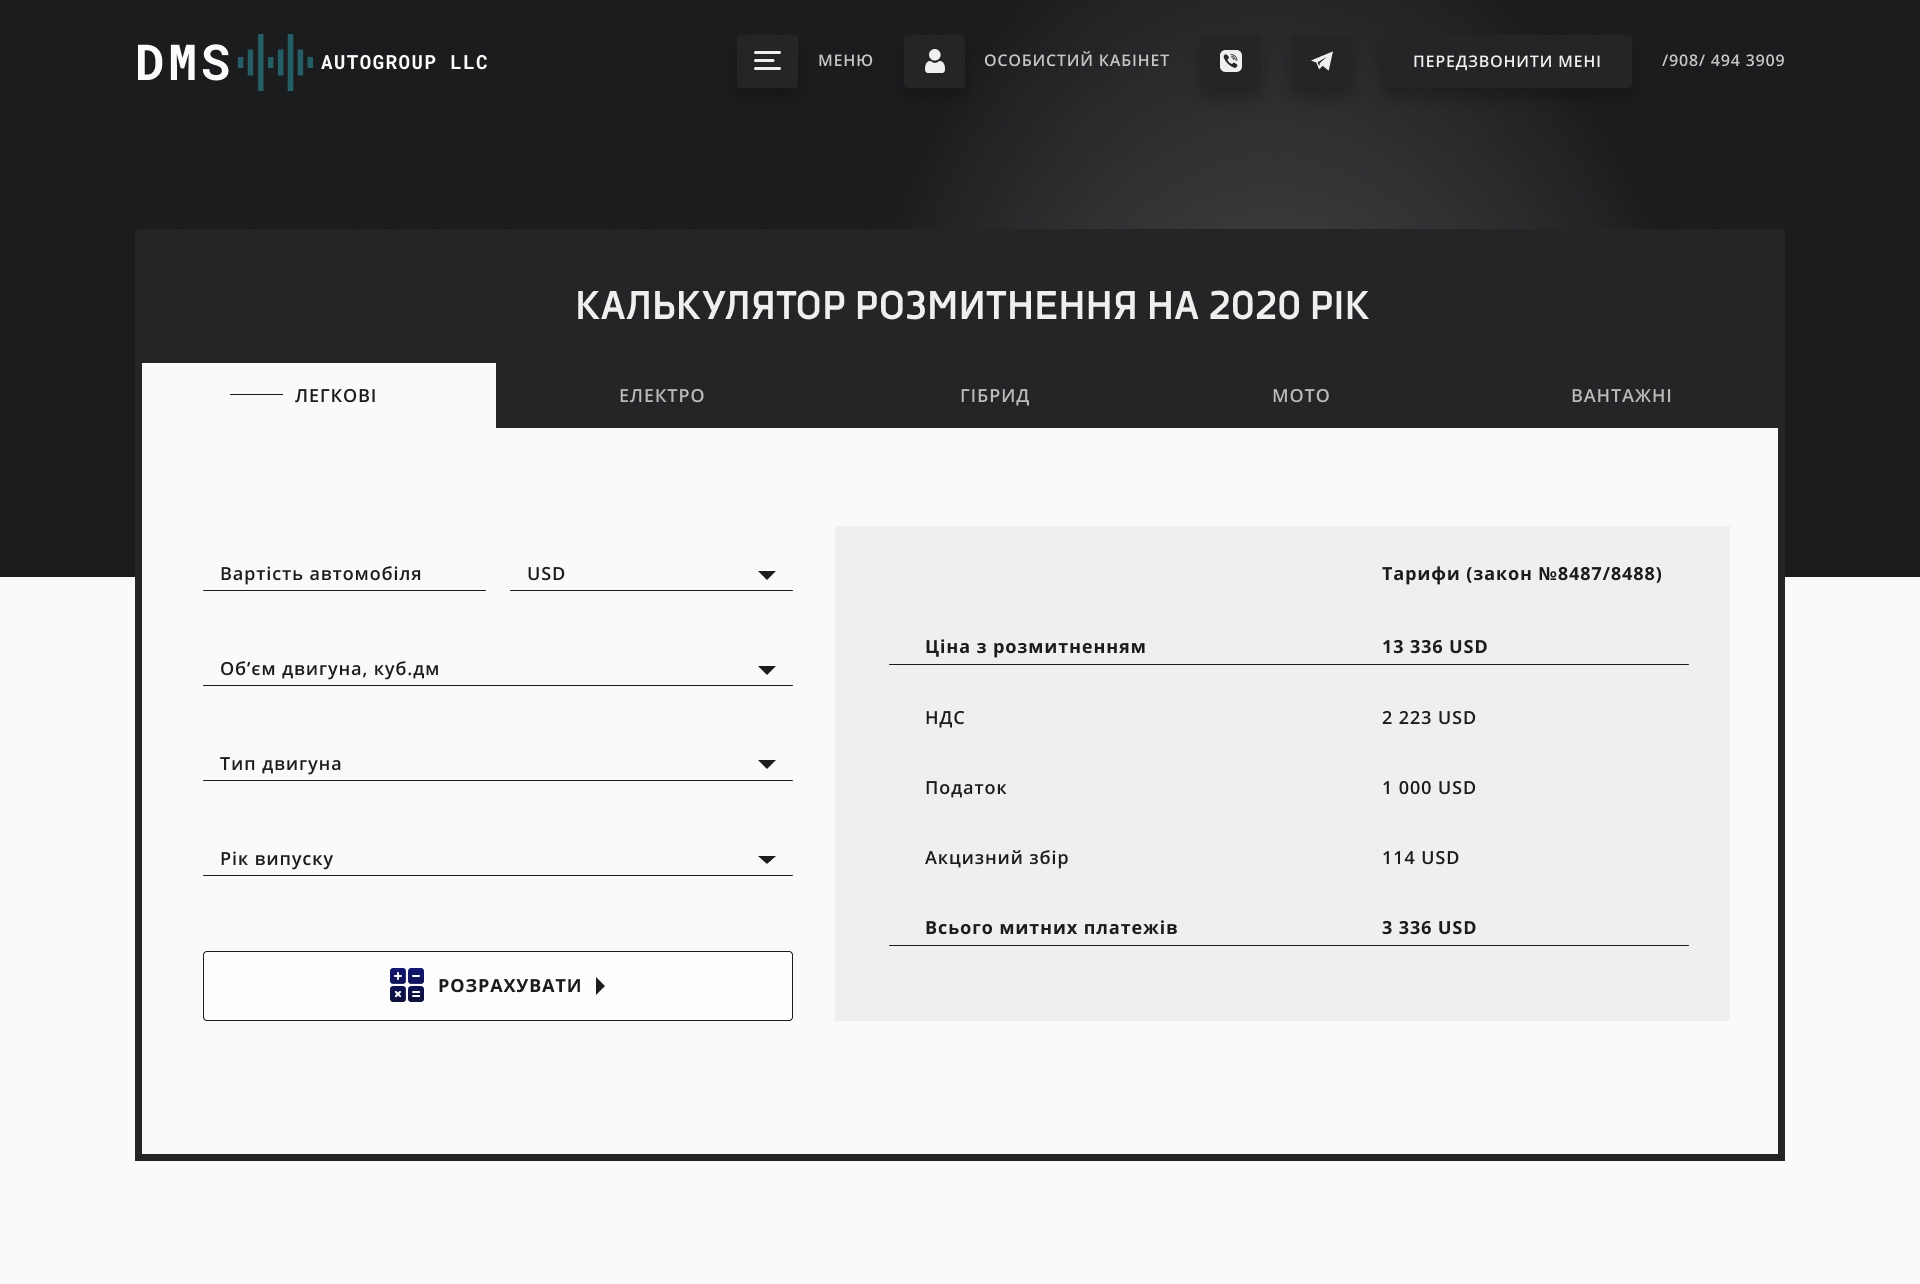 DMS AUTOGROUP LLC
МЕНЮ
ОСОБИСТИЙ КАБІНЕТ
ПЕРЕДЗВОНИТИ МЕНІ
/908/ 494 3909
КАЛЬКУЛЯТОР РОЗМИТНЕННЯ НА 2020 РІК
ЛЕГКОВІ
ЕЛЕКТРО
ГІБРИД
МОТО
ВАНТАЖНІ
Вартість автомобіля
USD
Об’єм двигуна, куб.дм
Тип двигуна
Рік випуску
РОЗРАХУВАТИ
Тарифи (закон №8487/8488)
Ціна з розмитненням 13 336 USD
НДС 2 223 USD
Податок 1 000 USD
Акцизний збір 114 USD
Всього митних платежів 3 336 USD